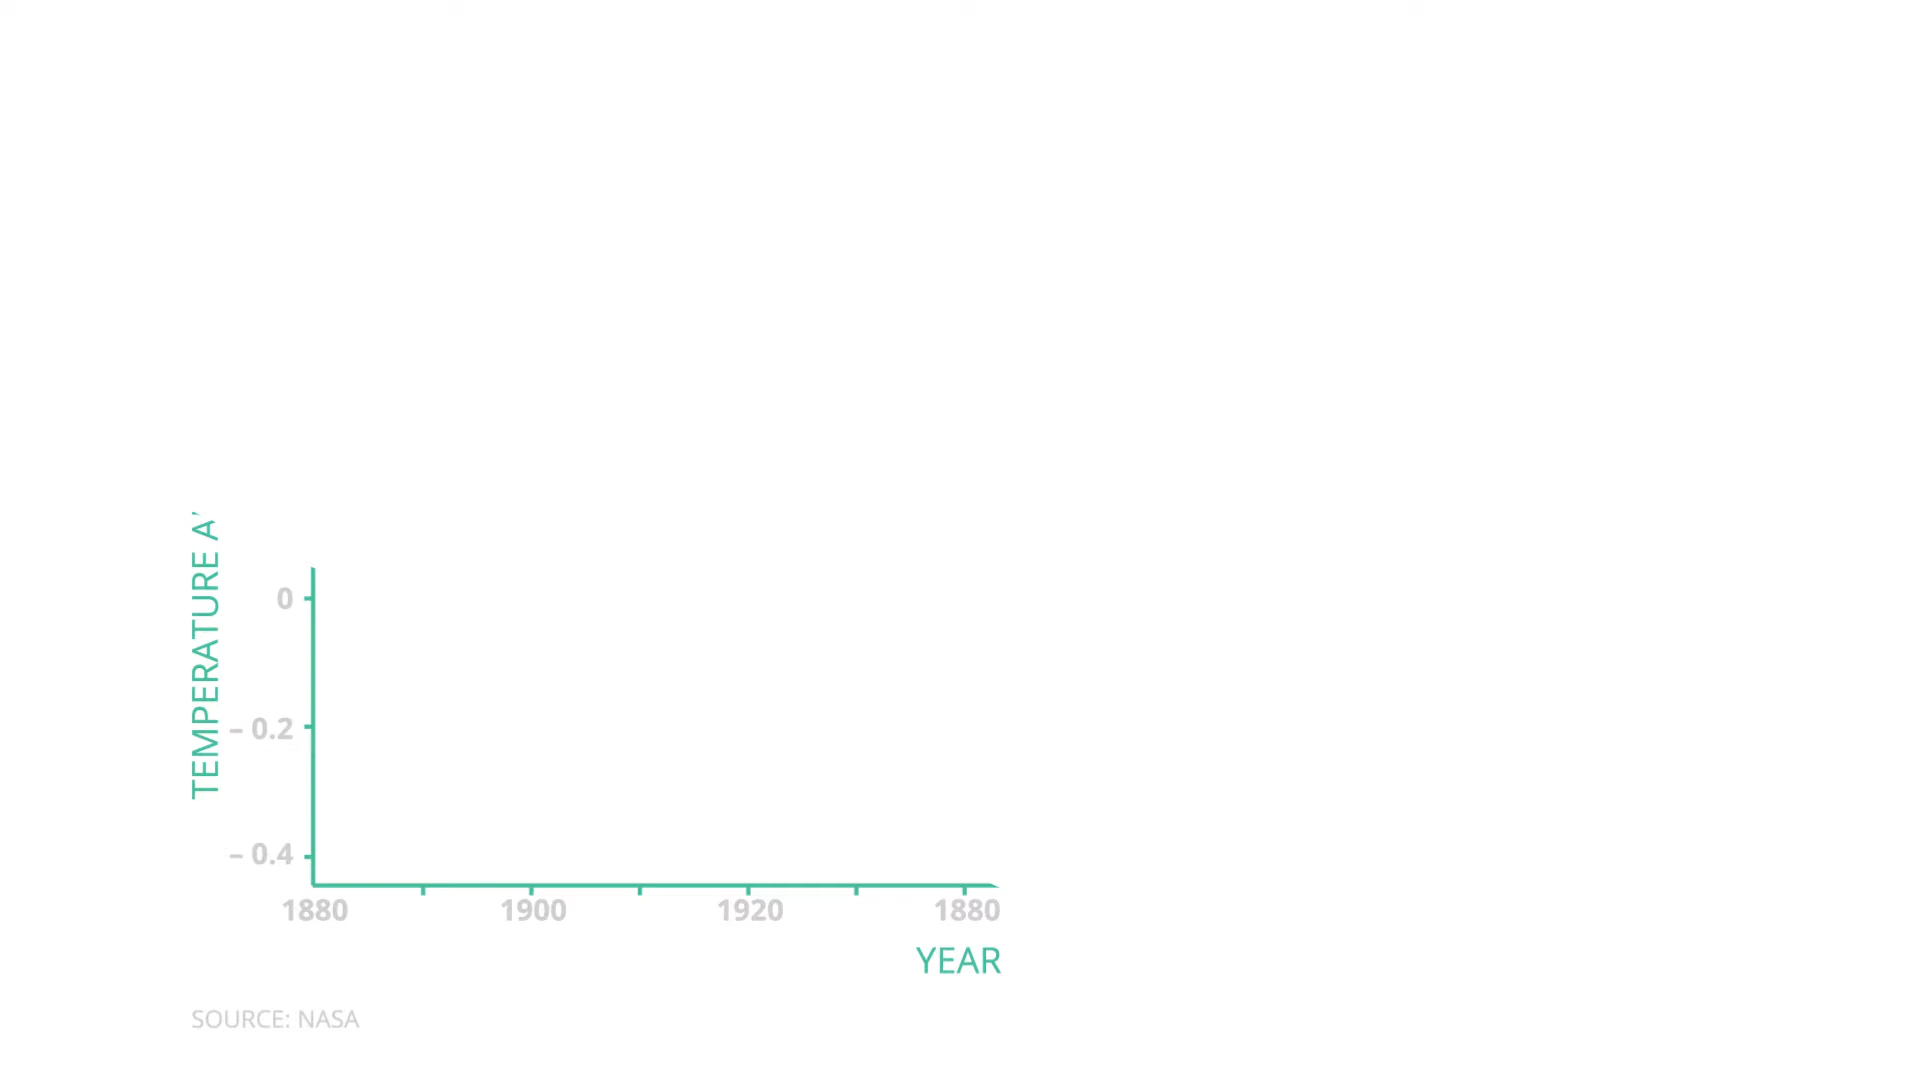 TEMPERATURE
0
– 0.2
– 0.4
1880 1900 1920 1880
YEAR
SOURCE: NASA